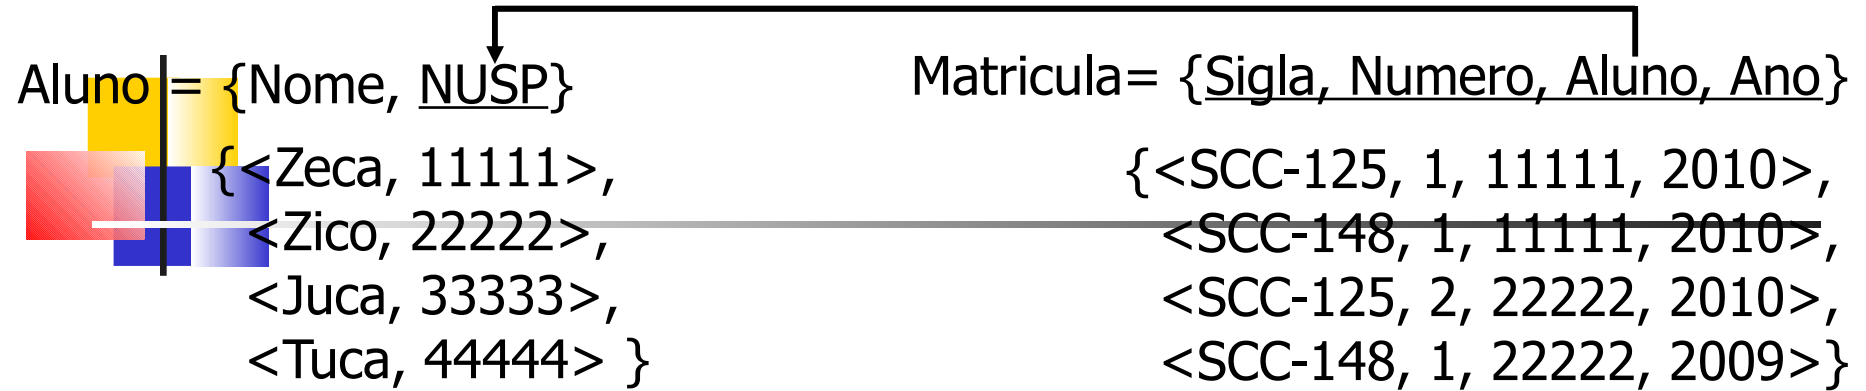 Aluno = {Nome, NUSP}
{<Zeca, 11111>,
<Zico, 22222>,
<Juca, 33333>,
<Tuca, 44444> }
Matricula= {Sigla, Numero, Aluno, Ano}
{<SCC-125, 1, 11111, 2010>,
<SCC-148, 1, 11111, 2010>,
<SCC-125, 2, 22222, 2010>,
<SCC-148, 1, 22222, 2009>}